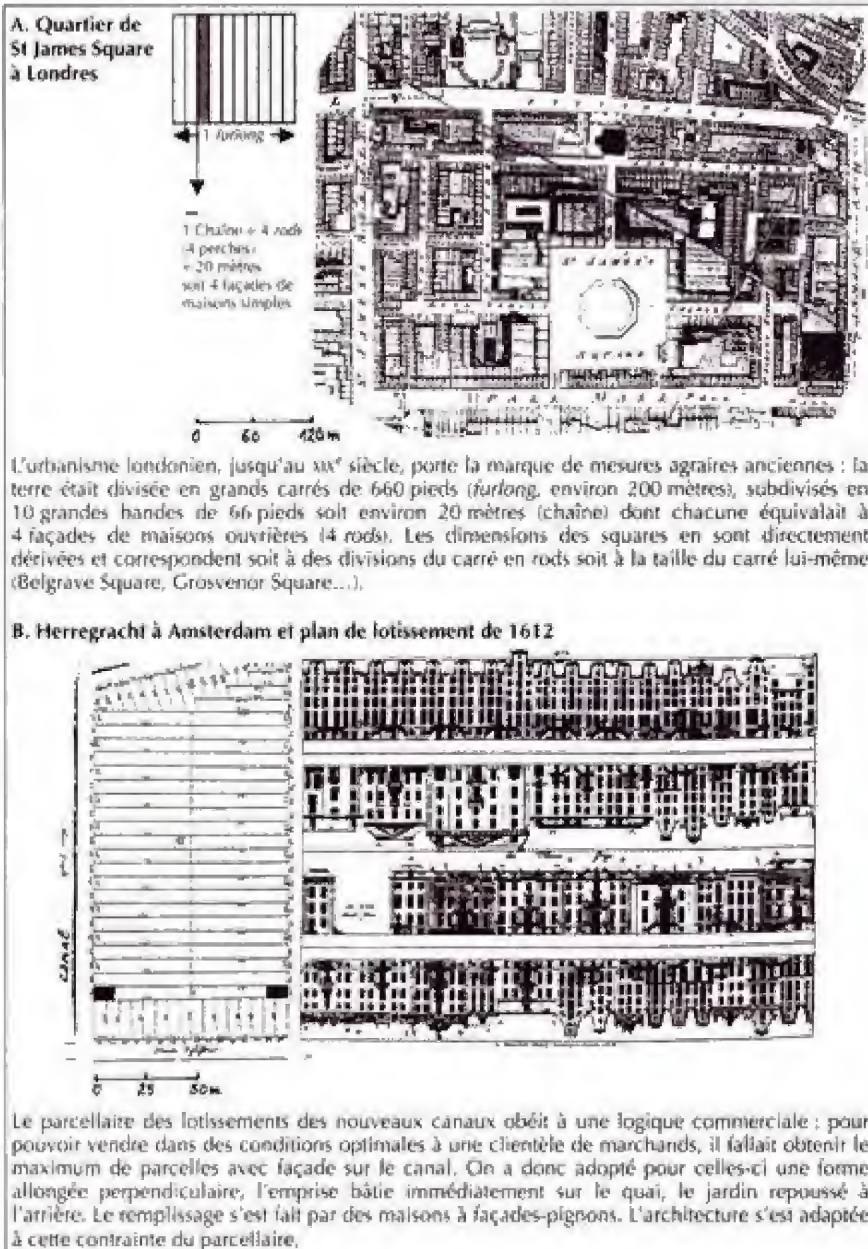 A. Quartier de
St James Square
à Londres
1 furlong
1 Chaîne = 4 rods
(4 perches)
= 20 mètres
soit 4 façades de
maisons simples
ST JAMES'S
SQUARE
0 60 420 m
L'urbanisme londonien, jusqu'au XIXe siècle, porte la marque de mesures agraires anciennes : la
terre était divisée en grands carrés de 660 pieds (furlong, environ 200 mètres), subdivisés en
10 grandes bandes de 66 pieds soit environ 20 mètres (chaîne) dont chacune équivalait à
4 façades de maisons ouvrières (4 rods). Les dimensions des squares en sont directement
dérivées et correspondent soit à des divisions du carré en rods soit à la taille du carré lui-même
(Belgrave Square, Grosvenor Square...).
B. Herregracht à Amsterdam et plan de lotissement de 1612
CANAL
0 25 50 m
Le parcellaire des lotissements des nouveaux canaux obéit à une logique commerciale : pour
pouvoir vendre dans des conditions optimales à une clientèle de marchands, il fallait obtenir le
maximum de parcelles avec façade sur le canal. On a donc adopté pour celles-ci une forme
allongée perpendiculaire, l'emprise bâtie immédiatement sur le quai, le jardin repoussé à
l'arrière. Le remplissage s'est fait par des maisons à façades-pignons. L'architecture s'est adaptée
à cette contrainte du parcellaire.